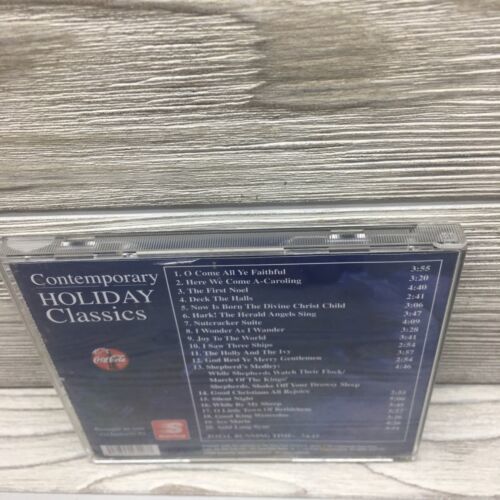 Contemporary
HOLIDAY
Classics
Coca-Cola
1. O Come All Ye Faithful 3:55
2. Here We Come A-Caroling 3:20
3. The First Noel 4:40
4. Deck The Halls 2:41
5. Now Is Born The Divine Christ Child 3:06
6. Hark! The Herald Angels Sing 3:47
7. Nutcracker Suite 4:09
8. I Wonder As I Wander 3:28
9. Joy To The World 3:41
10. I Saw Three Ships 2:54
11. The Holly And The Ivy 3:57
12. God Rest Ye Merry Gentlemen 2:54
13. Shepherd's Medley: 4:46
While Shepherds Watch Their Flock/
March Of The Kings/
Shepherds, Shake Off Your Drowsy Sleep
14. Good Christians All Rejoice
15. Silent Night
16. While By My Sheep
17. O Little Town Of Bethlehem
18. Good King Wenceslas
19. Ave Maria
20. Auld Lang Syne
TOTAL RUNNING TIME: